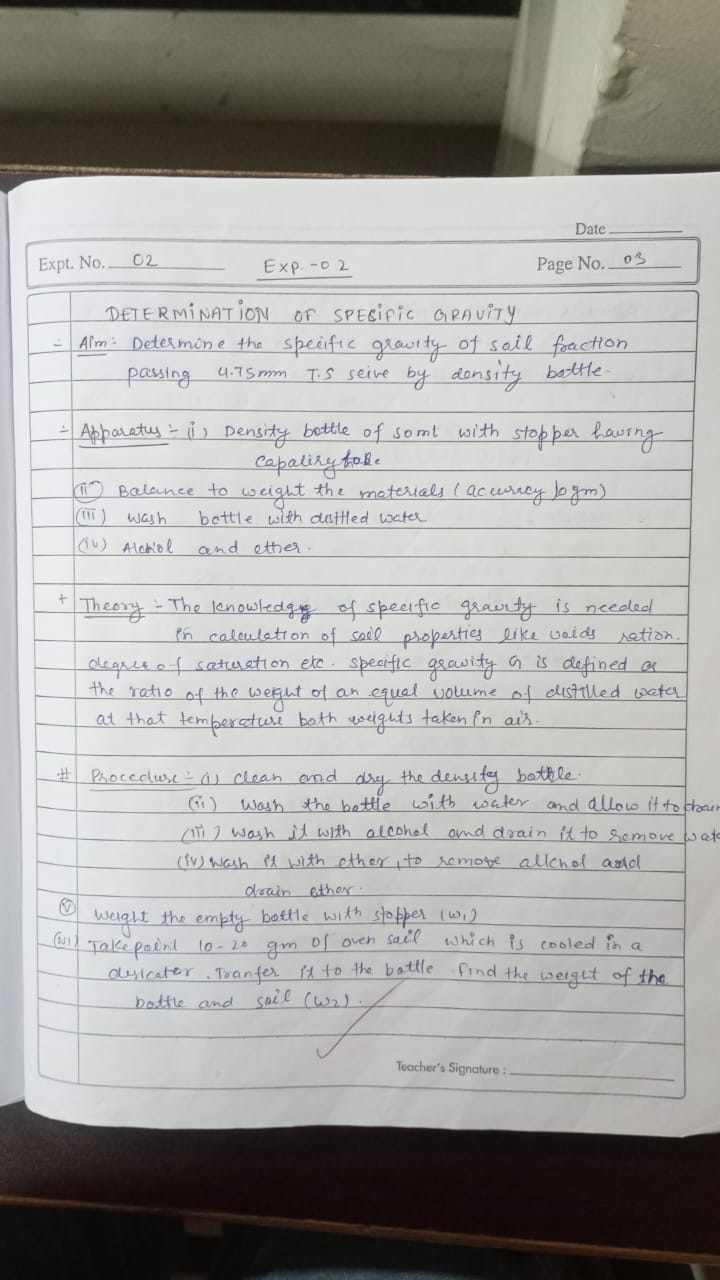 Date
Expt. No. 02 Exp.-02 Page No. 03
DETERMINATION OF SPECIFIC GRAVITY
Aim: Determine the specific gravity of sail fraction
passing 4.75mm I.S seive by density bottle.
Apparatus :- (i) Density bottle of 50ml with stopper having
(ii) Balance to weight the materials (accuracy 10gm)
(iii) wash bottle with distlled water
(iv) Alchol and ether.
+ Theory :- The knowledge of specific gravity is needed
in calculation of soil properties like voids ration.
degree of saturation etc. specific gravity G is defined as
the ratio of the weight of an equal volume of distilled water
at that temperature both weights taken in air.
# Procedure :- (i) clean and dry the density bottle.
(ii) Wash the bottle with water and allow it to drain
(iii) Wash it with alcohol and drain it to remove wate
(iv) Wash it with ether, to remove allchol and
drain ether.
(v) Weight the empty bottle with stopper (W1)
(vi) Take point 10-20 gm of oven sail which is cooled in a
desicater. Tranfer it to the bottle. find the weight of the
bottle and soil (W2).
Teacher's Signature :